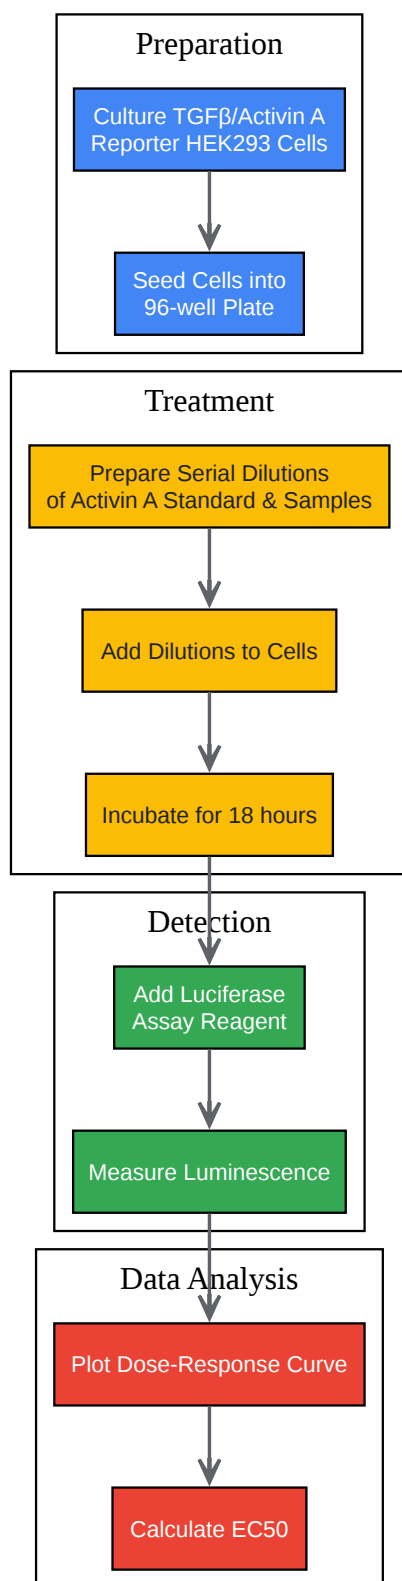 Preparation
Culture TGFβ/Activin A
Reporter HEK293 Cells
Seed Cells into
96-well Plate
Treatment
Prepare Serial Dilutions
of Activin A Standard & Samples
Add Dilutions to Cells
Incubate for 18 hours
Detection
Add Luciferase
Assay Reagent
Measure Luminescence
Data Analysis
Plot Dose-Response Curve
Calculate EC50